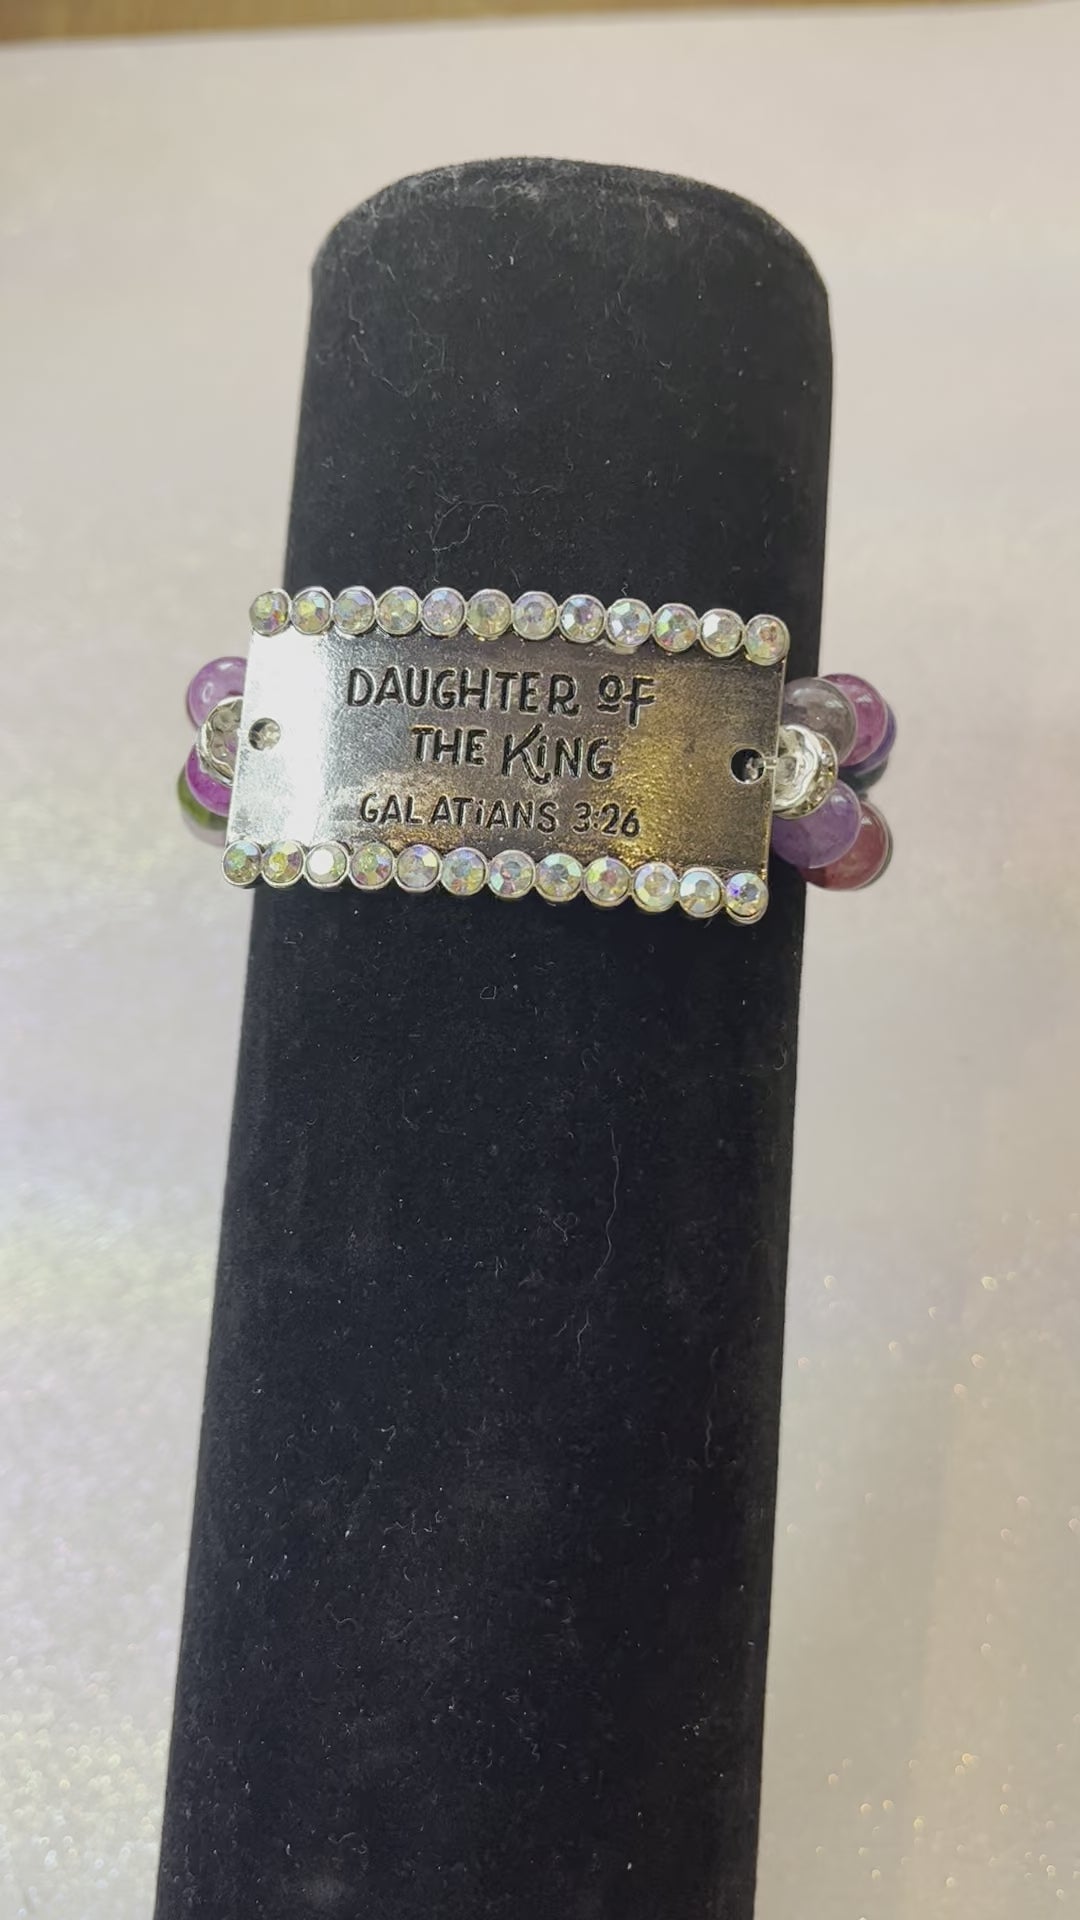 DAUGHTER OF
THE KiNG
GALATiANS 3:26